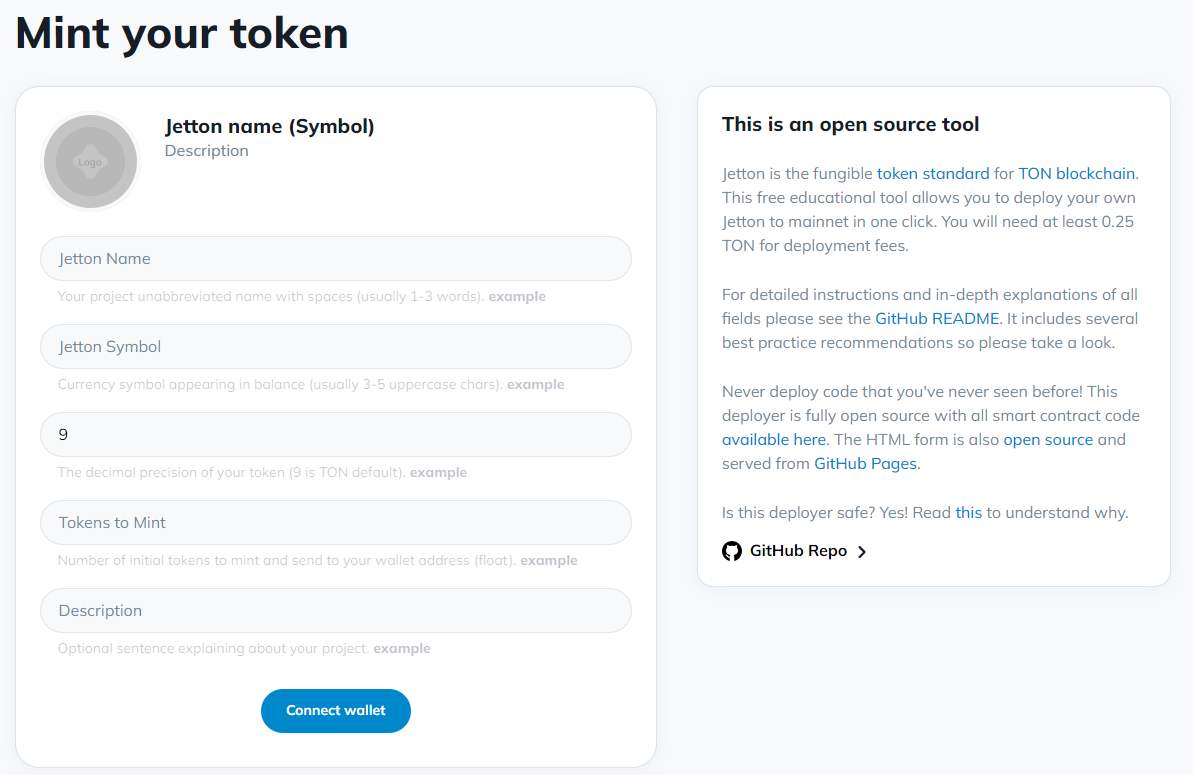 Mint your token
Logo
Jetton name (Symbol)
Description
Jetton Name
Your project unabbreviated name with spaces (usually 1-3 words). example
Jetton Symbol
Currency symbol appearing in balance (usually 3-5 uppercase chars). example
9
The decimal precision of your token (9 is TON default). example
Tokens to Mint
Number of initial tokens to mint and send to your wallet address (float). example
Description
Optional sentence explaining about your project. example
Connect wallet
This is an open source tool
Jetton is the fungible token standard for TON blockchain.
This free educational tool allows you to deploy your own
Jetton to mainnet in one click. You will need at least 0.25
TON for deployment fees.
For detailed instructions and in-depth explanations of all
fields please see the GitHub README. It includes several
best practice recommendations so please take a look.
Never deploy code that you've never seen before! This
deployer is fully open source with all smart contract code
available here. The HTML form is also open source and
served from GitHub Pages.
Is this deployer safe? Yes! Read this to understand why.
GitHub Repo